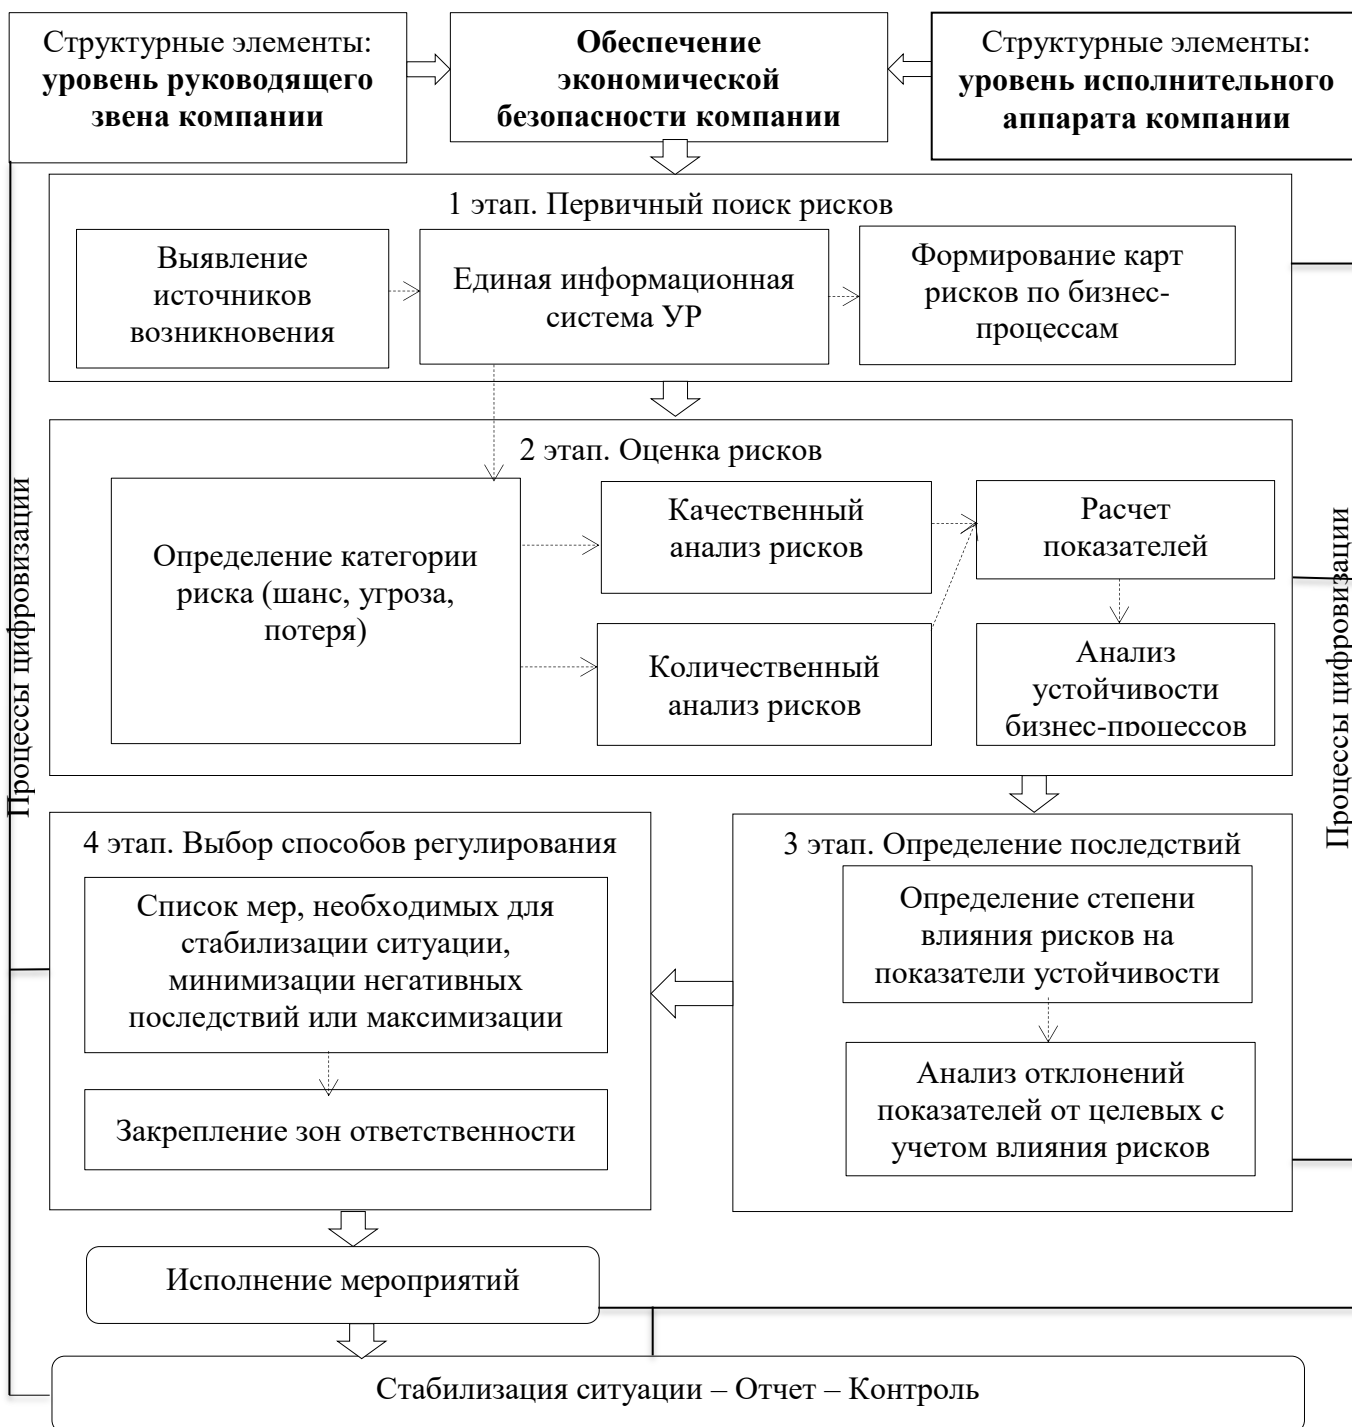 Структурные элементы:
уровень руководящего
звена компании
Обеспечение
экономической
безопасности компании
Структурные элементы:
уровень исполнительного
аппарата компании
1 этап. Первичный поиск рисков
Выявление
источников
возникновения
Единая информационная
система УР
Формирование карт
рисков по бизнес-
процессам
2 этап. Оценка рисков
Определение категории
риска (шанс, угроза,
потеря)
Качественный
анализ рисков
Количественный
анализ рисков
Расчет
показателей
Анализ
устойчивости
бизнес-процессов
Процессы цифровизации
Процессы цифровизации
3 этап. Определение последствий
Определение степени
влияния рисков на
показатели устойчивости
Анализ отклонений
показателей от целевых с
учетом влияния рисков
4 этап. Выбор способов регулирования
Список мер, необходимых для
стабилизации ситуации,
минимизации негативных
последствий или максимизации
Закрепление зон ответственности
Исполнение мероприятий
Стабилизация ситуации – Отчет – Контроль